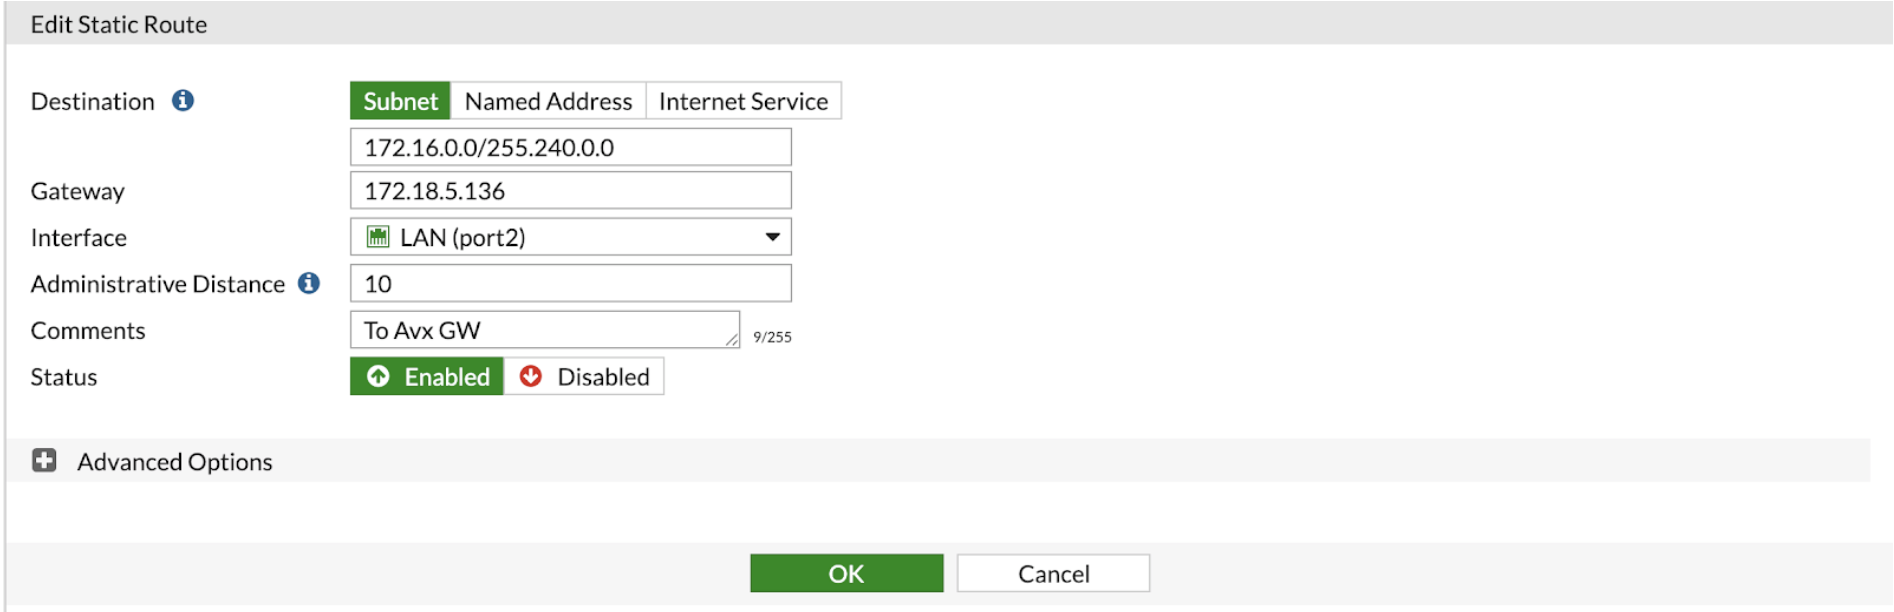 Edit Static Route
Destination Subnet Named Address Internet Service
172.16.0.0/255.240.0.0
Gateway 172.18.5.136
Interface LAN (port2)
Administrative Distance 10
Comments To Avx GW 9/255
Status Enabled Disabled
Advanced Options
OK Cancel